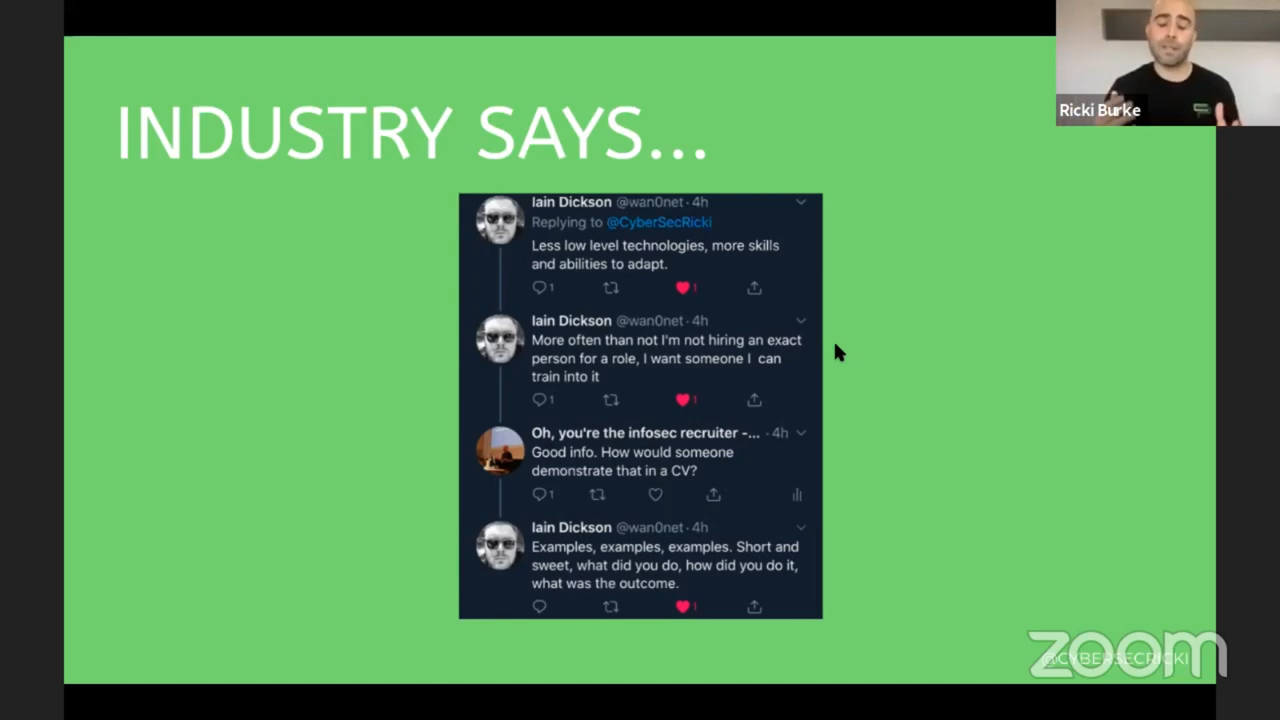 INDUSTRY SAYS...
Ricki Burke
Iain Dickson @wan0net · 4h
Replying to @CyberSecRicki
Less low level technologies, more skills
and abilities to adapt.
1 1
Iain Dickson @wan0net · 4h
More often than not I'm not hiring an exact
person for a role, I want someone I can
train into it
1 1
Oh, you're the infosec recruiter -... · 4h
Good info. How would someone
demonstrate that in a CV?
1
Iain Dickson @wan0net · 4h
Examples, examples, examples. Short and
sweet, what did you do, how did you do it,
what was the outcome.
1
@CYBERSECRICKI
zoom